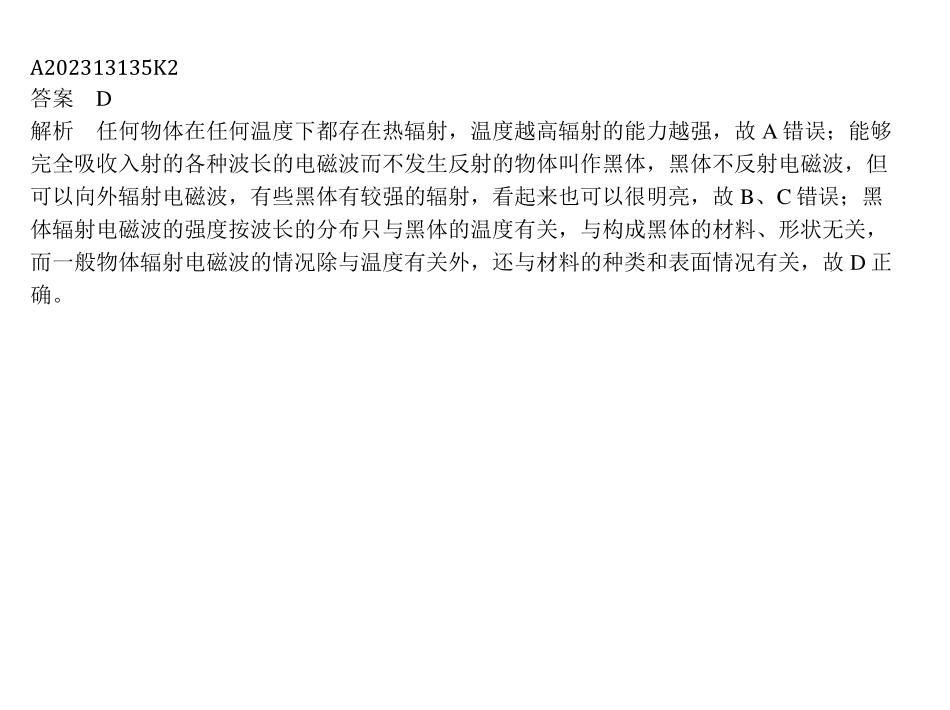 A202313135K2
答案　D
解析　任何物体在任何温度下都存在热辐射，温度越高辐射的能力越强，故 A 错误；能够
完全吸收入射的各种波长的电磁波而不发生反射的物体叫作黑体，黑体不反射电磁波，但
可以向外辐射电磁波，有些黑体有较强的辐射，看起来也可以很明亮，故 B、C 错误；黑
体辐射电磁波的强度按波长的分布只与黑体的温度有关，与构成黑体的材料、形状无关，
而一般物体辐射电磁波的情况除与温度有关外，还与材料的种类和表面情况有关，故 D 正
确。